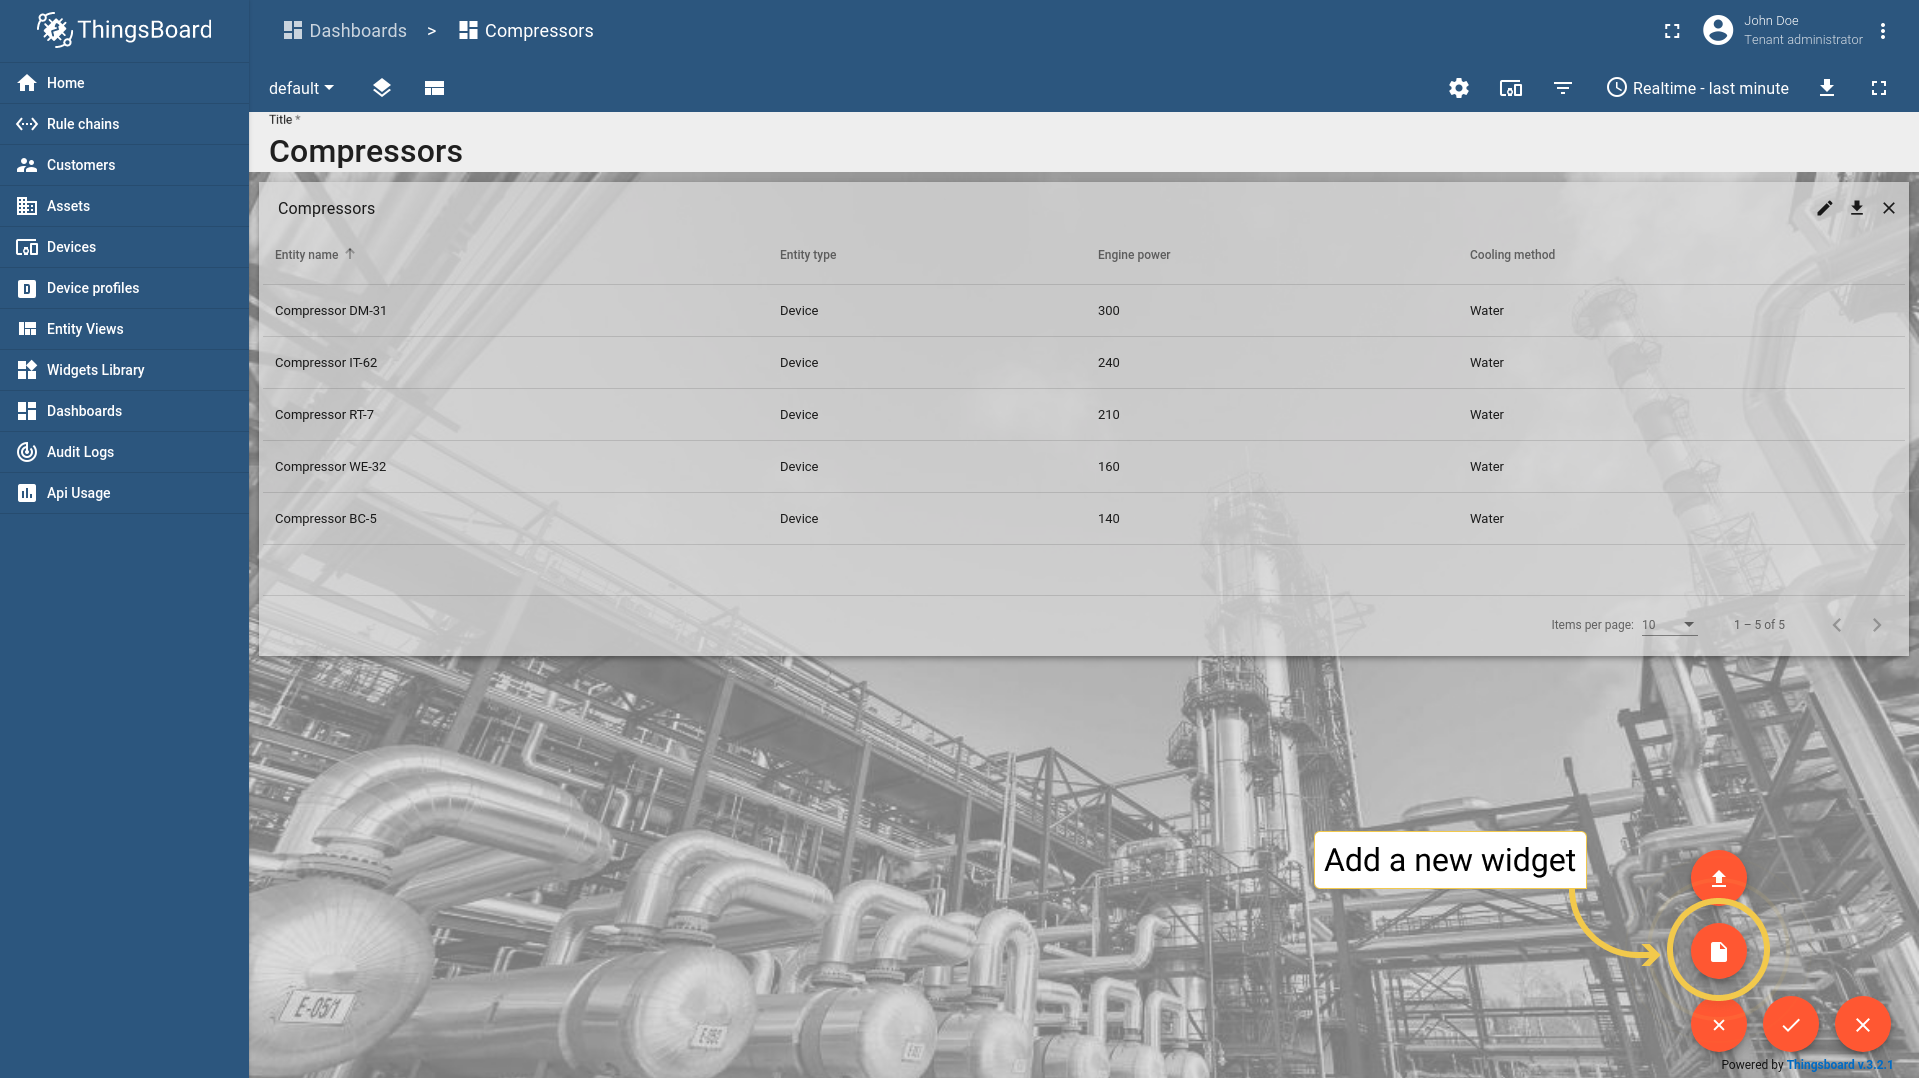 ThingsBoard
Dashboards > Compressors
John Doe
Tenant administrator
Home
Rule chains
Customers
Assets
Devices
Device profiles
Entity Views
Widgets Library
Dashboards
Audit Logs
Api Usage
default
Realtime - last minute
Title *
Compressors
Compressors
Entity name Entity type Engine power Cooling method
Compressor DM-31 Device 300 Water
Compressor IT-62 Device 240 Water
Compressor RT-7 Device 210 Water
Compressor WE-32 Device 160 Water
Compressor BC-5 Device 140 Water
Items per page: 10 1 – 5 of 5
Add a new widget
E-051
Powered by Thingsboard v.3.2.1